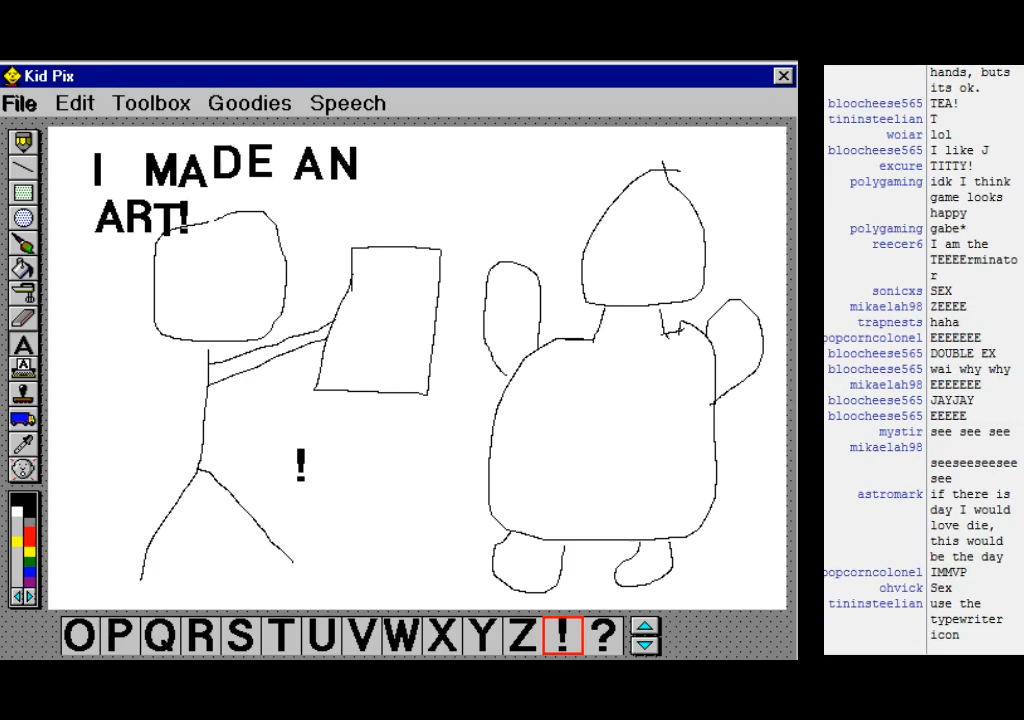 Kid Pix
File Edit Toolbox Goodies Speech
I MADE AN
ART!
!
A
A
O P Q R S T U V W X Y Z ! ?
hands, buts
its ok.
bloocheese565 TEA!
tininsteelian T
woiar lol
bloocheese565 I like J
excure TITTY!
polygaming idk I think
game looks
happy
polygaming gabe*
reecer6 I am the
TEEEErminato
r
sonicxs SEX
mikaelah98 ZEEEE
trapnests haha
popcorncolonel EEEEEEE
bloocheese565 DOUBLE EX
bloocheese565 wai why why
mikaelah98 EEEEEEE
bloocheese565 JAYJAY
bloocheese565 EEEEE
mystir see see see
mikaelah98
seeseeseesee
see
astromark if there is
day I would
love die,
this would
be the day
popcorncolonel IMMVP
ohvick Sex
tininsteelian use the
typewriter
icon